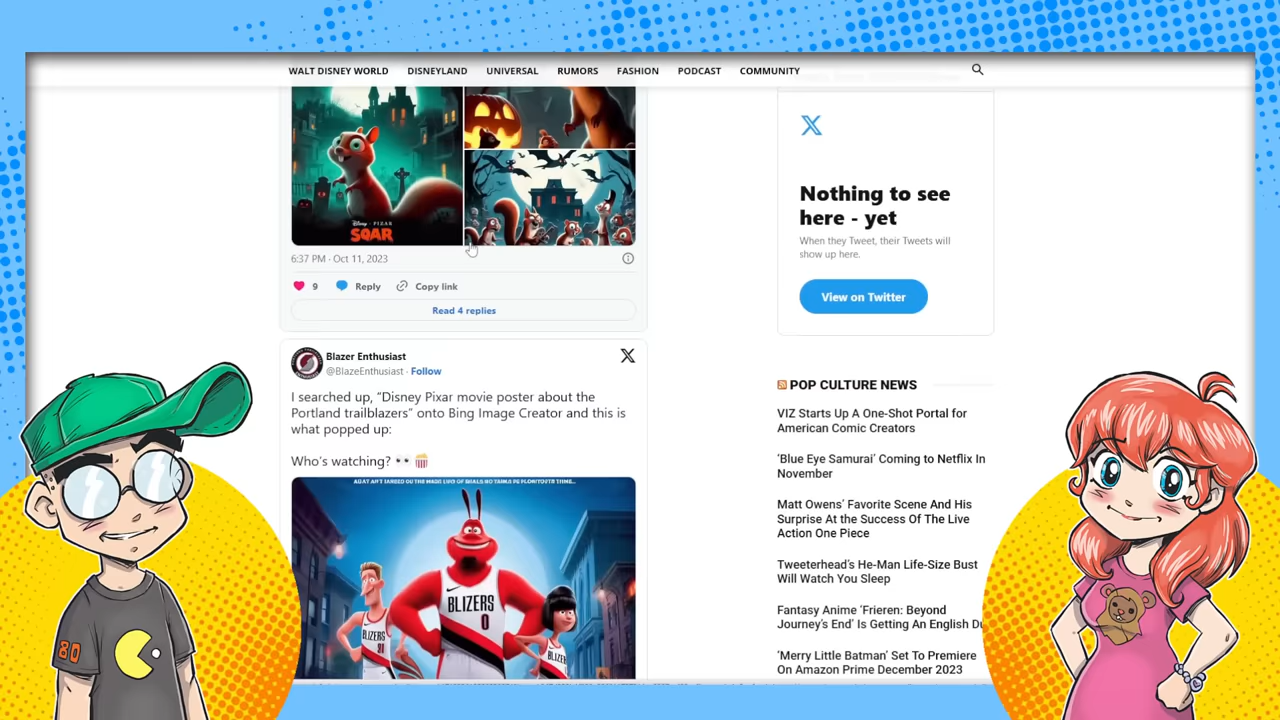 WALT DISNEY WORLD DISNEYLAND UNIVERSAL RUMORS FASHION PODCAST COMMUNITY
Disney · PIXAR
SQAR
6:37 PM · Oct 11, 2023
9 Reply Copy link
Read 4 replies
Blazer Enthusiast
@BlazeEnthusiast · Follow
I searched up, “Disney Pixar movie poster about the
Portland trailblazers” onto Bing Image Creator and this is
what popped up:
Who’s watching? 👀 🍿
BLIZERS
0
BLIZERS
BLIZE
Nothing to see
here - yet
When they Tweet, their Tweets will
show up here.
View on Twitter
POP CULTURE NEWS
VIZ Starts Up A One-Shot Portal for
American Comic Creators
‘Blue Eye Samurai’ Coming to Netflix In
November
Matt Owens’ Favorite Scene And His
Surprise At the Success Of The Live
Action One Piece
Tweeterhead’s He-Man Life-Size Bust
Will Watch You Sleep
Fantasy Anime ‘Frieren: Beyond
Journey’s End’ Is Getting An English Du
‘Merry Little Batman’ Set To Premiere
On Amazon Prime December 2023
80